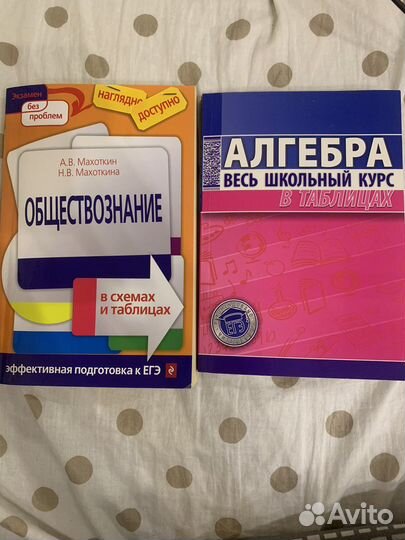 Экзамен
без
проблем
наглядно
доступно
А.В. Махоткин
Н.В. Махоткина
ОБЩЕСТВОЗНАНИЕ
в схемах
и таблицах
эффективная подготовка к ЕГЭ
АЛГЕБРА
ВЕСЬ ШКОЛЬНЫЙ КУРС
В ТАБЛИЦАХ
ЕГЭ
Avito